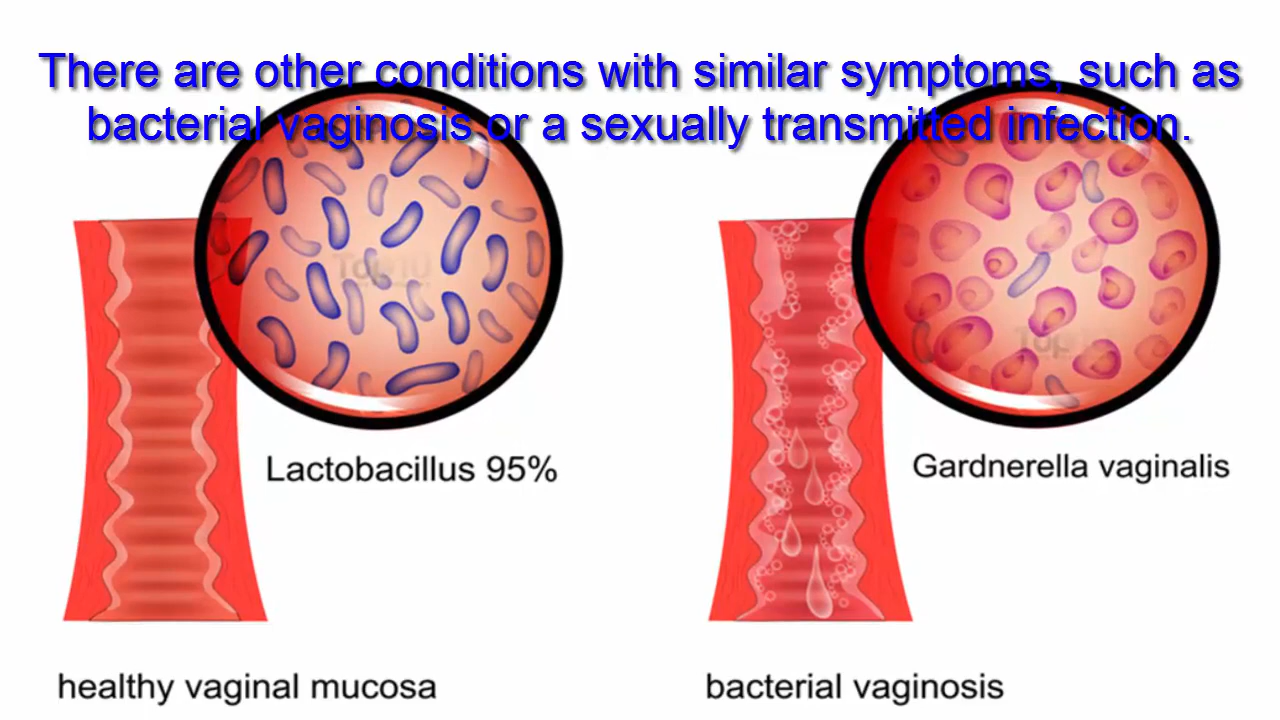 There are other conditions with similar symptoms, such as
bacterial vaginosis or a sexually transmitted infection.
Lactobacillus 95%
Gardnerella vaginalis
healthy vaginal mucosa
bacterial vaginosis